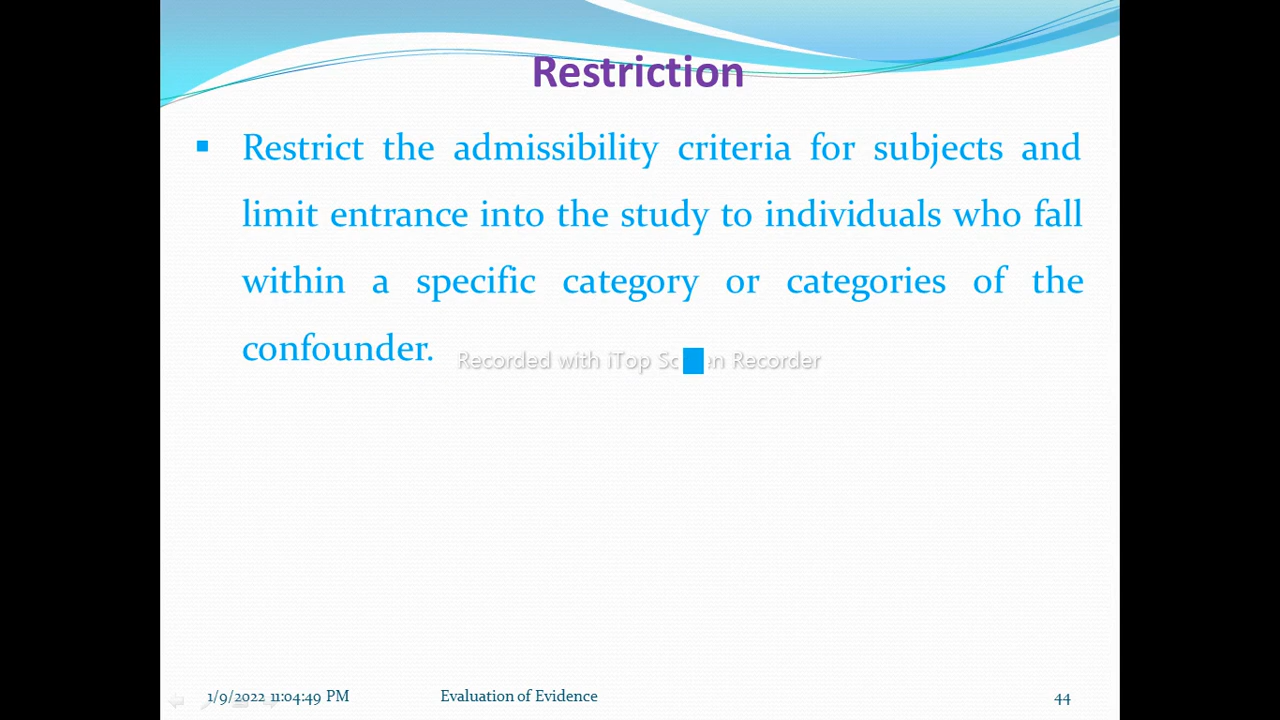 Restriction
Restrict the admissibility criteria for subjects and
limit entrance into the study to individuals who fall
within a specific category or categories of the
confounder.
Recorded with iTop Recorder
1/9/2022 11:04:49 PM
Evaluation of Evidence
44